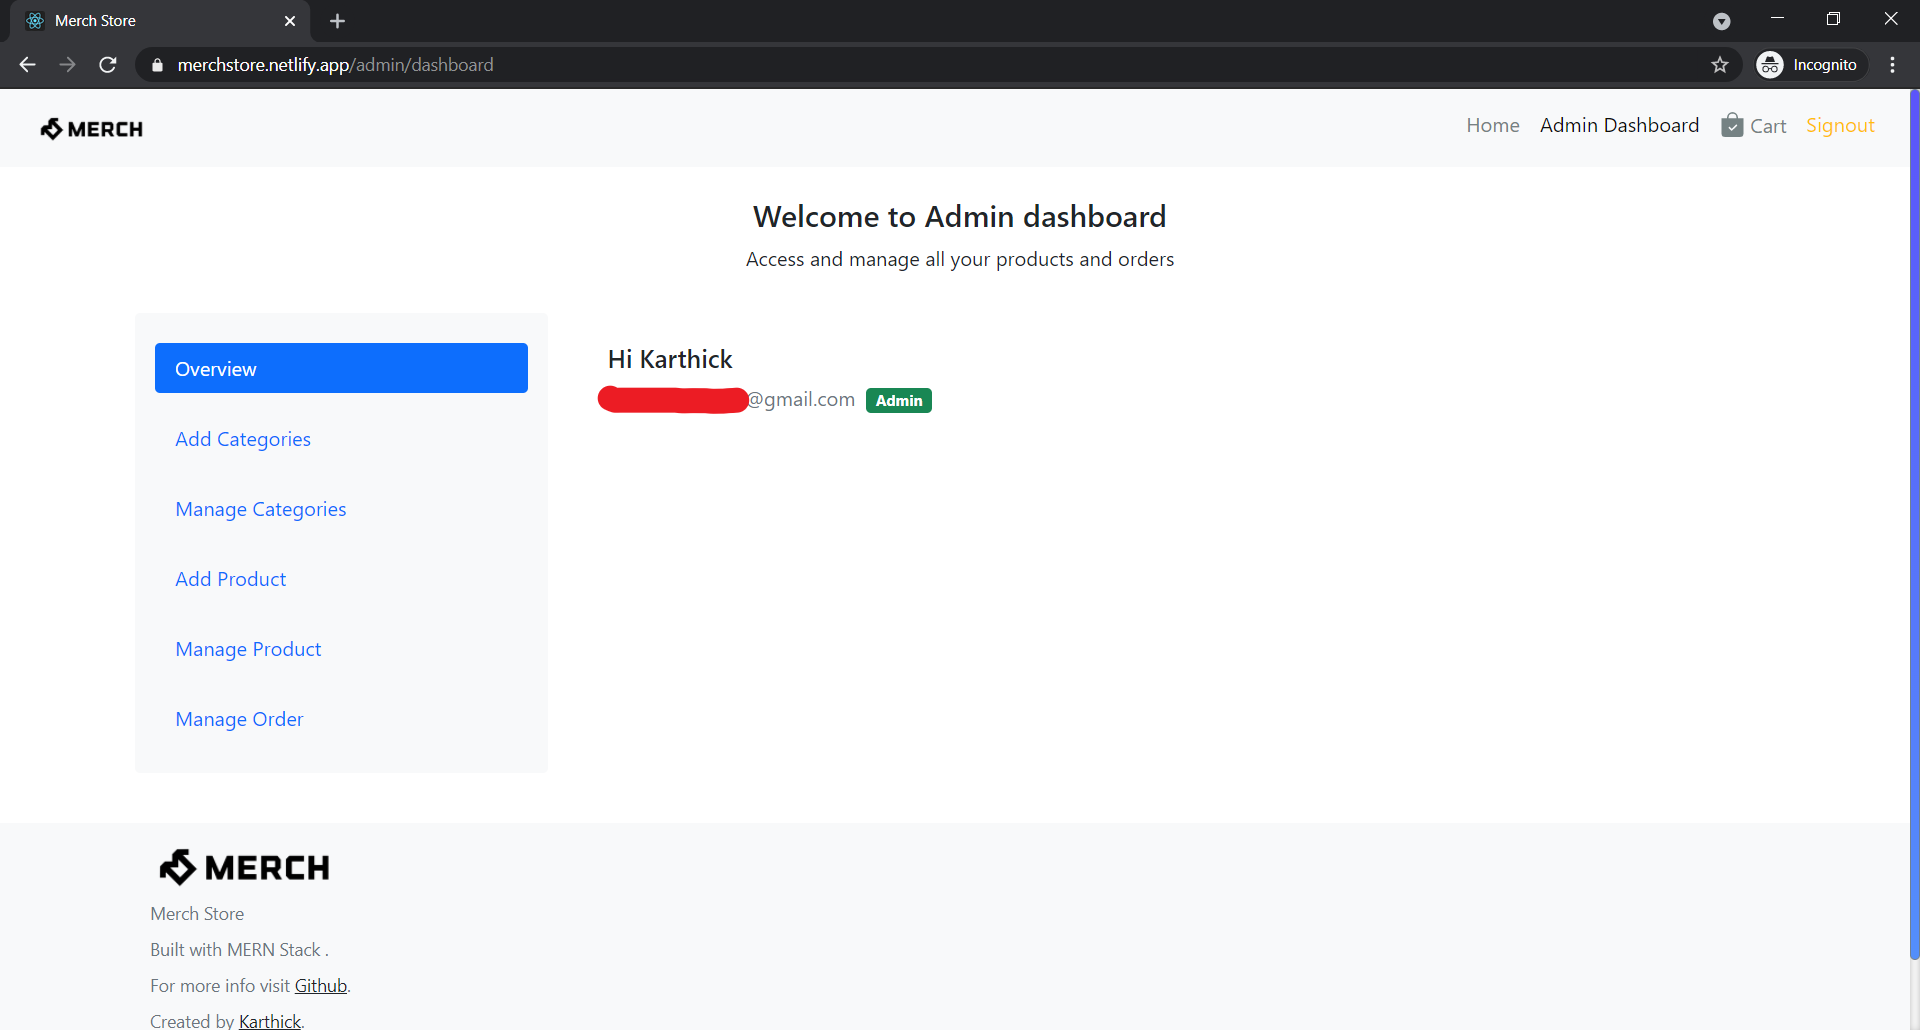 Merch Store
merchstore.netlify.app/admin/dashboard
Incognito
MERCH
Home Admin Dashboard Cart Signout
Welcome to Admin dashboard
Access and manage all your products and orders
Overview
Add Categories
Manage Categories
Add Product
Manage Product
Manage Order
Hi Karthick
@gmail.com Admin
MERCH
Merch Store
Built with MERN Stack .
For more info visit Github.
Created by Karthick.